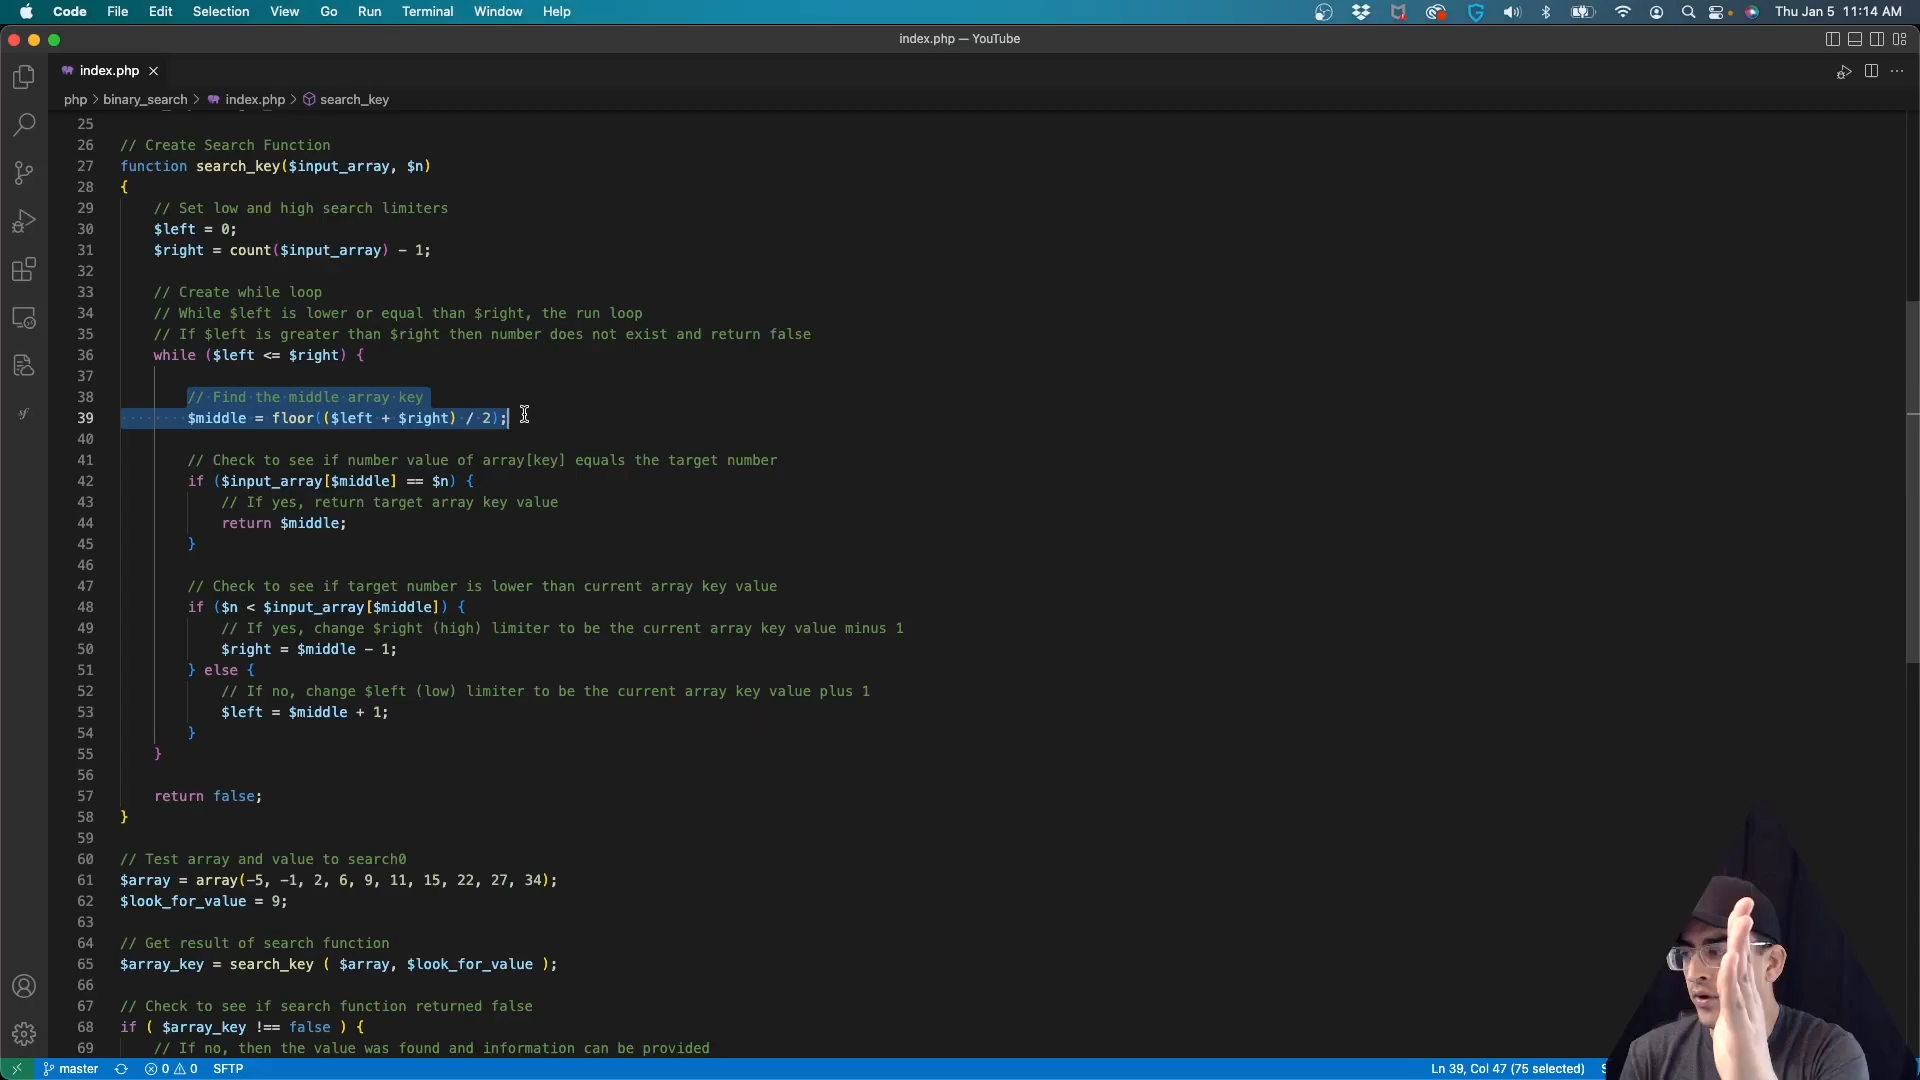 Code File Edit Selection View Go Run Terminal Window Help Thu Jan 5 11:14 AM
index.php — YouTube
index.php
php > binary_search > index.php > search_key
25
26 // Create Search Function
27 function search_key($input_array, $n)
28 {
29 // Set low and high search limiters
30 $left = 0;
31 $right = count($input_array) - 1;
32
33 // Create while loop
34 // While $left is lower or equal than $right, the run loop
35 // If $left is greater than $right then number does not exist and return false
36 while ($left <= $right) {
37
38 // Find the middle array key
39 $middle = floor(($left + $right) / 2);
40
41 // Check to see if number value of array[key] equals the target number
42 if ($input_array[$middle] == $n) {
43 // If yes, return target array key value
44 return $middle;
45 }
46
47 // Check to see if target number is lower than current array key value
48 if ($n < $input_array[$middle]) {
49 // If yes, change $right (high) limiter to be the current array key value minus 1
50 $right = $middle - 1;
51 } else {
52 // If no, change $left (low) limiter to be the current array key value plus 1
53 $left = $middle + 1;
54 }
55 }
56
57 return false;
58 }
59
60 // Test array and value to search0
61 $array = array(-5, -1, 2, 6, 9, 11, 15, 22, 27, 34);
62 $look_for_value = 9;
63
64 // Get result of search function
65 $array_key = search_key ( $array, $look_for_value );
66
67 // Check to see if search function returned false
68 if ( $array_key !== false ) {
69 // If no, then the value was found and information can be provided
master 0 0 SFTP Ln 39, Col 47 (75 selected)